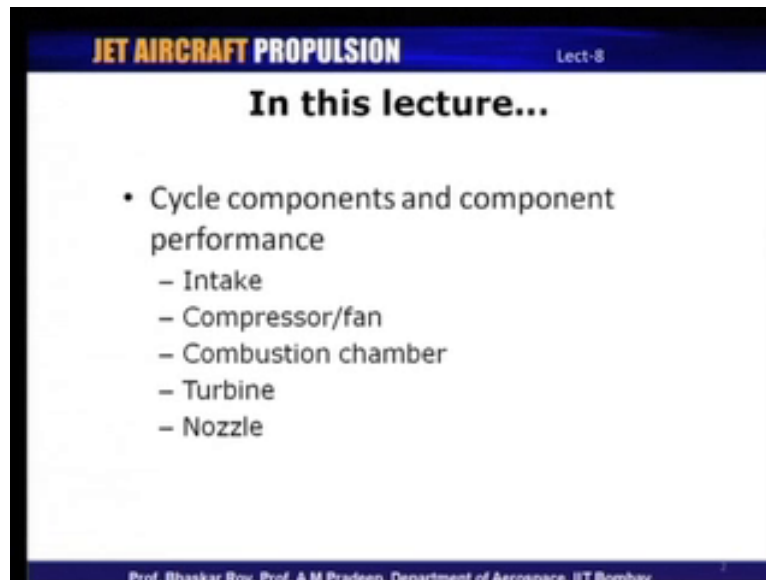 JET AIRCRAFT PROPULSION Lect-8
In this lecture...
• Cycle components and component
performance
– Intake
– Compressor/fan
– Combustion chamber
– Turbine
– Nozzle
Prof. Bhaskar Roy, Prof. A M Pradeep, Department of Aerospace, IIT Bombay